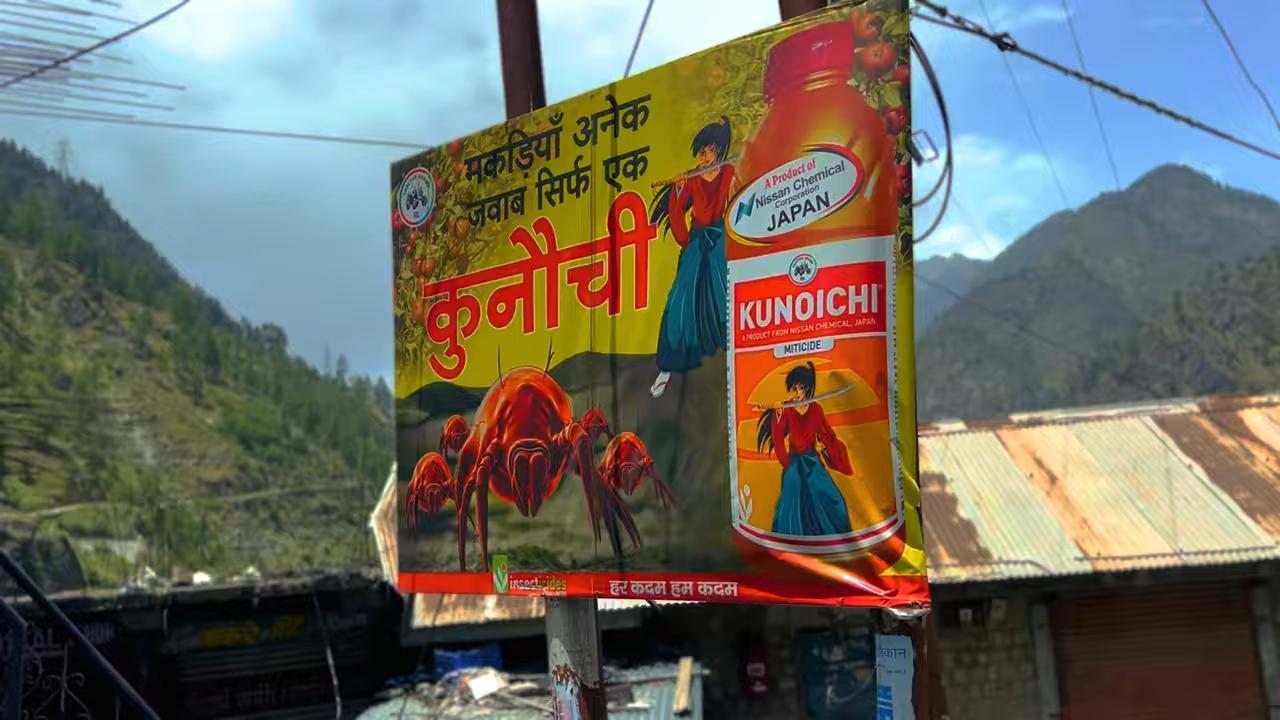 मकड़ियाँ अनेक
जवाब सिर्फ एक
कुनौची
A Product of
Nissan Chemical
Corporation
JAPAN
KUNOICHI
A PRODUCT FROM NISSAN CHEMICAL, JAPAN
MITICIDE
insecticides
हर कदम हम कदम